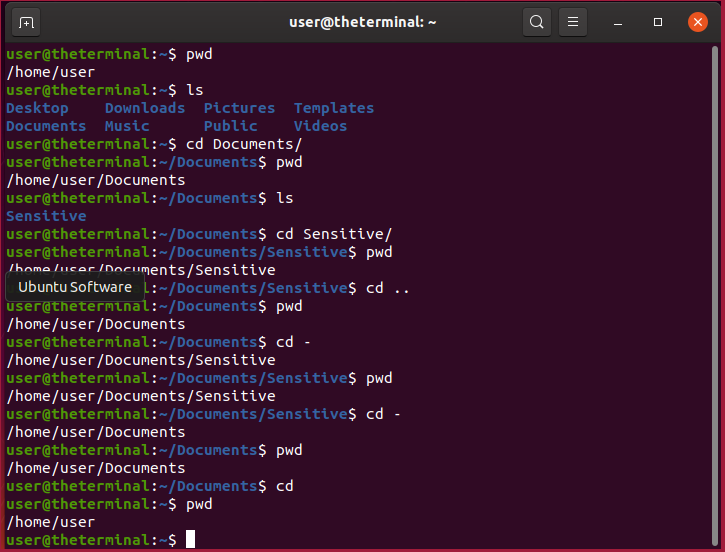 user@theterminal: ~
user@theterminal:~$ pwd
/home/user
user@theterminal:~$ ls
Desktop    Downloads  Pictures  Templates
Documents  Music      Public    Videos
user@theterminal:~$ cd Documents/
user@theterminal:~/Documents$ pwd
/home/user/Documents
user@theterminal:~/Documents$ ls
Sensitive
user@theterminal:~/Documents$ cd Sensitive/
user@theterminal:~/Documents/Sensitive$ pwd
/home/user/Documents/Sensitive
Ubuntu Software
user@theterminal:~/Documents/Sensitive$ cd ..
user@theterminal:~/Documents$ pwd
/home/user/Documents
user@theterminal:~/Documents$ cd -
/home/user/Documents/Sensitive
user@theterminal:~/Documents/Sensitive$ pwd
/home/user/Documents/Sensitive
user@theterminal:~/Documents/Sensitive$ cd -
/home/user/Documents
user@theterminal:~/Documents$ pwd
/home/user/Documents
user@theterminal:~/Documents$ cd
user@theterminal:~$ pwd
/home/user
user@theterminal:~$